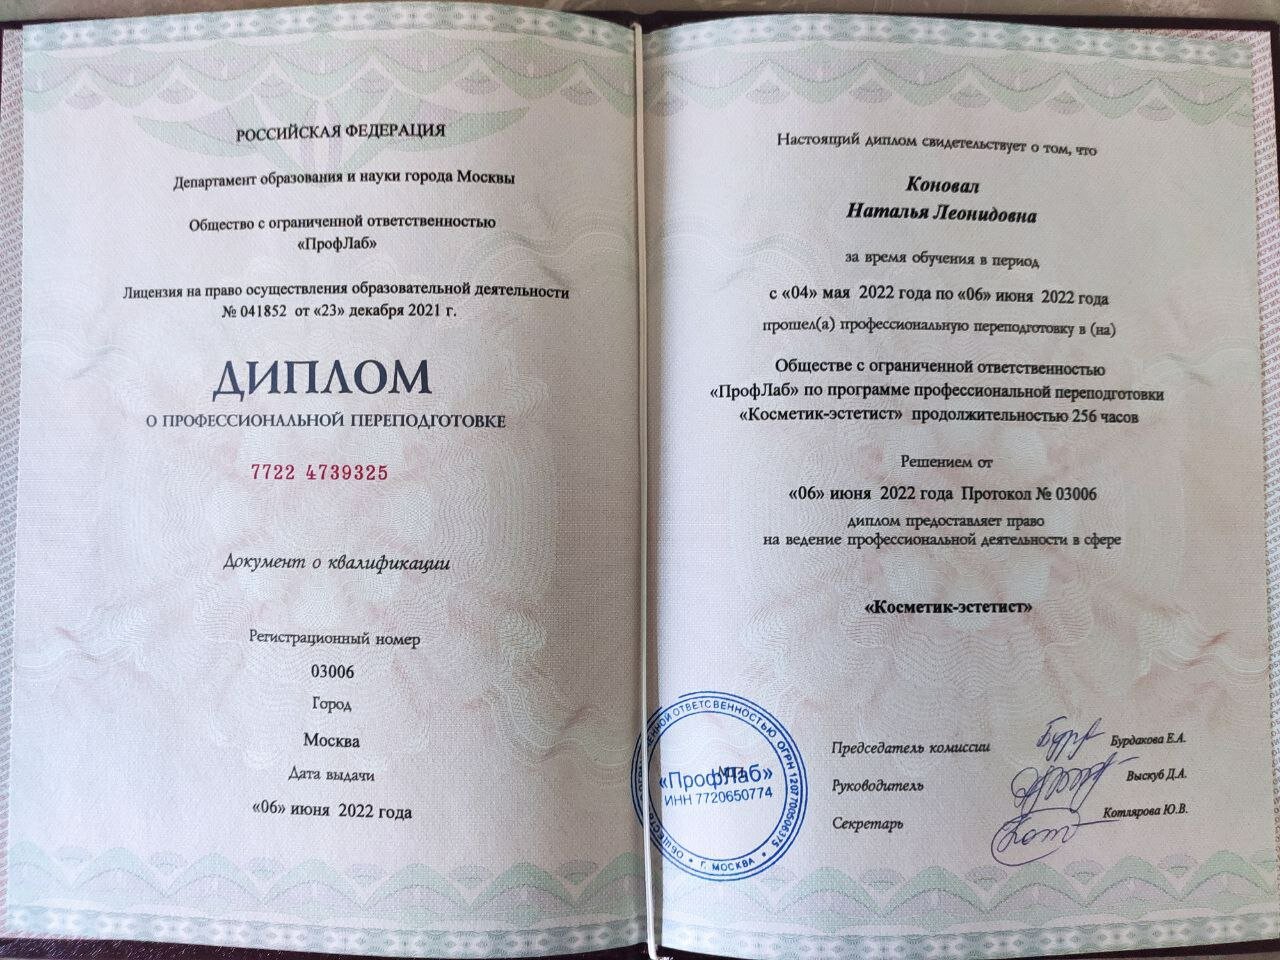 РОССИЙСКАЯ ФЕДЕРАЦИЯ
Департамент образования и науки города Москвы
Общество с ограниченной ответственностью
«ПрофЛаб»
Лицензия на право осуществления образовательной деятельности
№ 041852 от «23» декабря 2021 г.
ДИПЛОМ
О ПРОФЕССИОНАЛЬНОЙ ПЕРЕПОДГОТОВКЕ
7722 4739325
Документ о квалификации
Регистрационный номер
03006
Город
Москва
Дата выдачи
«06» июня 2022 года
Настоящий диплом свидетельствует о том, что
Коновал
Наталья Леонидовна
за время обучения в период
с «04» мая 2022 года по «06» июня 2022 года
прошел(а) профессиональную переподготовку в (на)
Обществе с ограниченной ответственностью
«ПрофЛаб» по программе профессиональной переподготовки
«Косметик-эстетист» продолжительностью 256 часов
Решением от
«06» июня 2022 года Протокол № 03006
диплом предоставляет право
на ведение профессиональной деятельности в сфере
«Косметик-эстетист»
Председатель комиссии Бурдакова Е.А.
Руководитель Выскуб Д.А.
Секретарь Котлярова Ю.В.
М.П.
«ПрофЛаб»
ИНН 7720650774
ОТВЕТСВЕННОСТЬЮ ОГРН 1207700506375
Г. МОСКВА